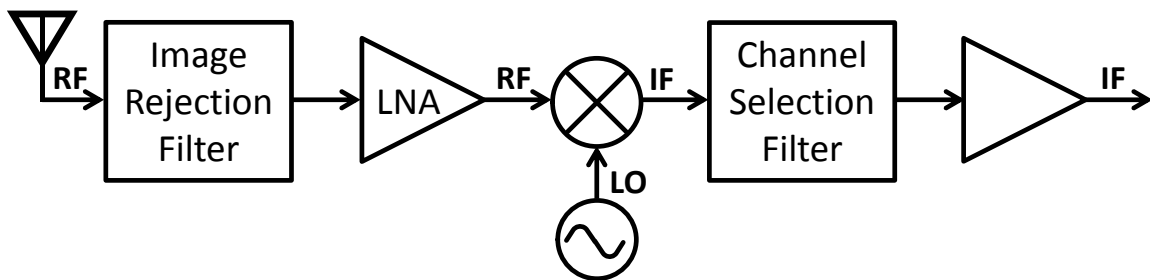 RF
Image
Rejection
Filter
LNA
RF
LO
IF
Channel
Selection
Filter
IF